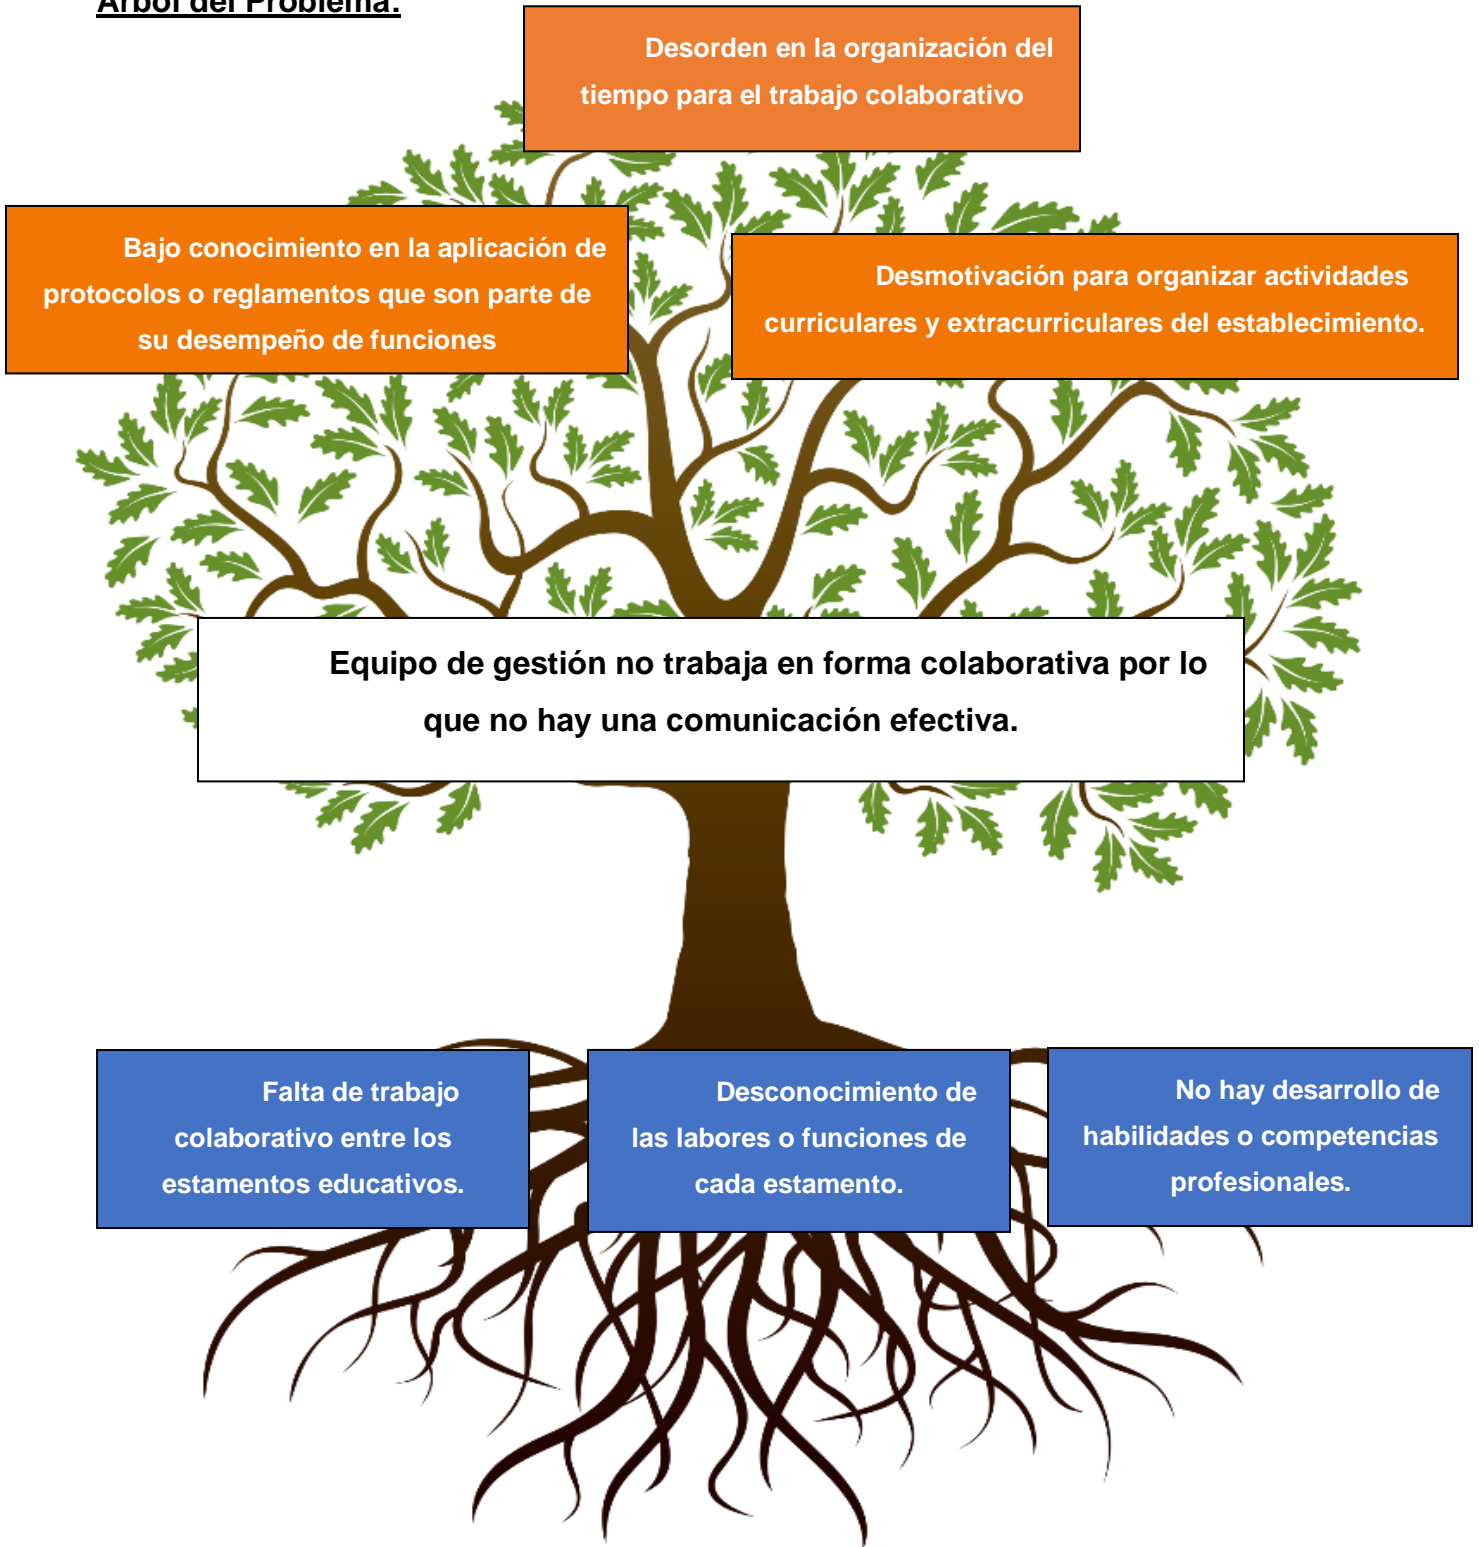 Árbol del Problema:
Desorden en la organización del
tiempo para el trabajo colaborativo
Bajo conocimiento en la aplicación de
protocolos o reglamentos que son parte de
su desempeño de funciones
Desmotivación para organizar actividades
curriculares y extracurriculares del establecimiento.
Equipo de gestión no trabaja en forma colaborativa por lo
que no hay una comunicación efectiva.
Falta de trabajo
colaborativo entre los
estamentos educativos.
Desconocimiento de
las labores o funciones de
cada estamento.
No hay desarrollo de
habilidades o competencias
profesionales.